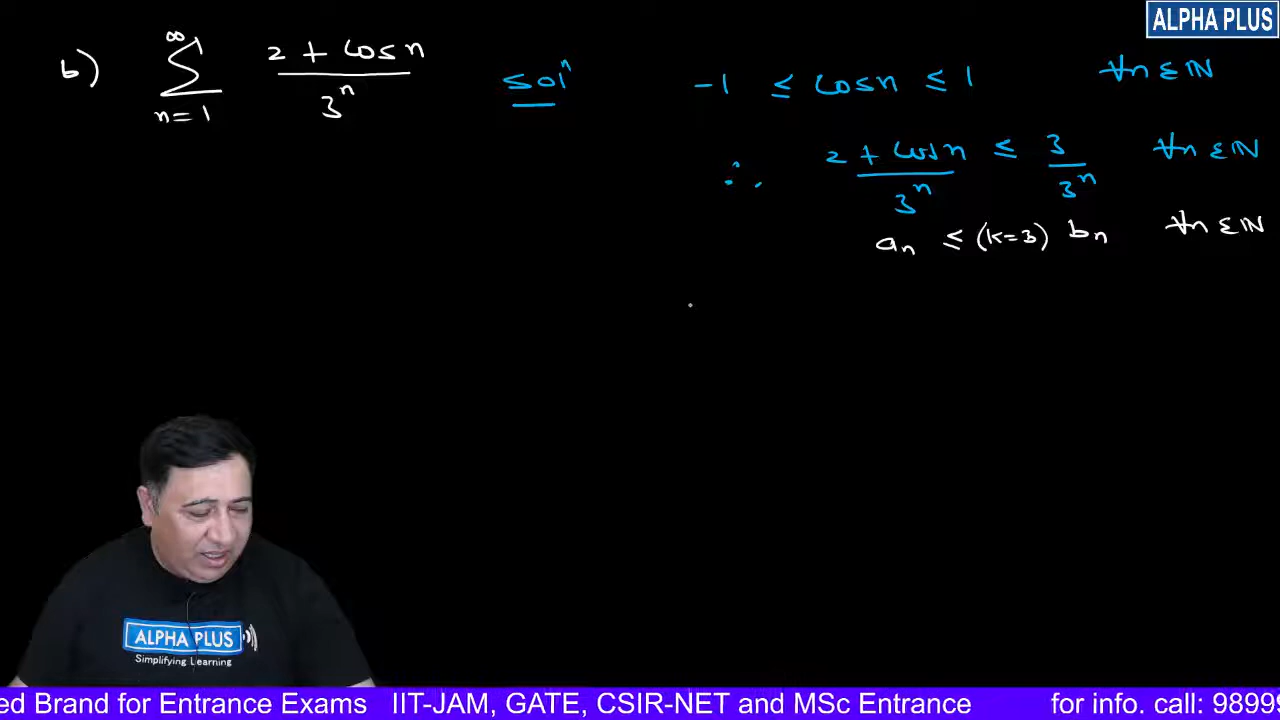 ALPHA PLUS
b) ∞ Σ n=1 2 + cos n / 3^n
sol^n -1 ≤ cos n ≤ 1 ∀n ∈ ℕ
∴ 2 + cos n / 3^n ≤ 3 / 3^n ∀n ∈ ℕ
a_n ≤ (k=3) b_n ∀n ∈ ℕ
ALPHA PLUS
Simplifying Learning
ed Brand for Entrance Exams IIT-JAM, GATE, CSIR-NET and MSc Entrance for info. call: 98999